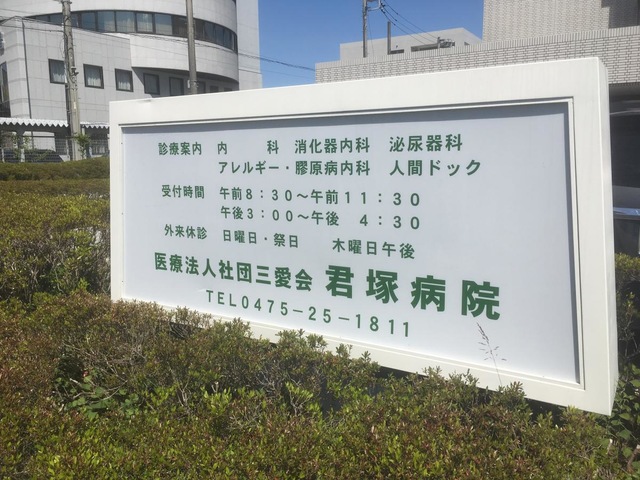 診療案内 内 科 消化器内科 泌尿器科
アレルギー・膠原病内科 人間ドック
受付時間 午前8:30～午前11:30
午後3:00～午後 4:30
外来休診 日曜日・祭日 木曜日午後
医療法人社団三愛会 君塚病院
TEL0475-25-1811